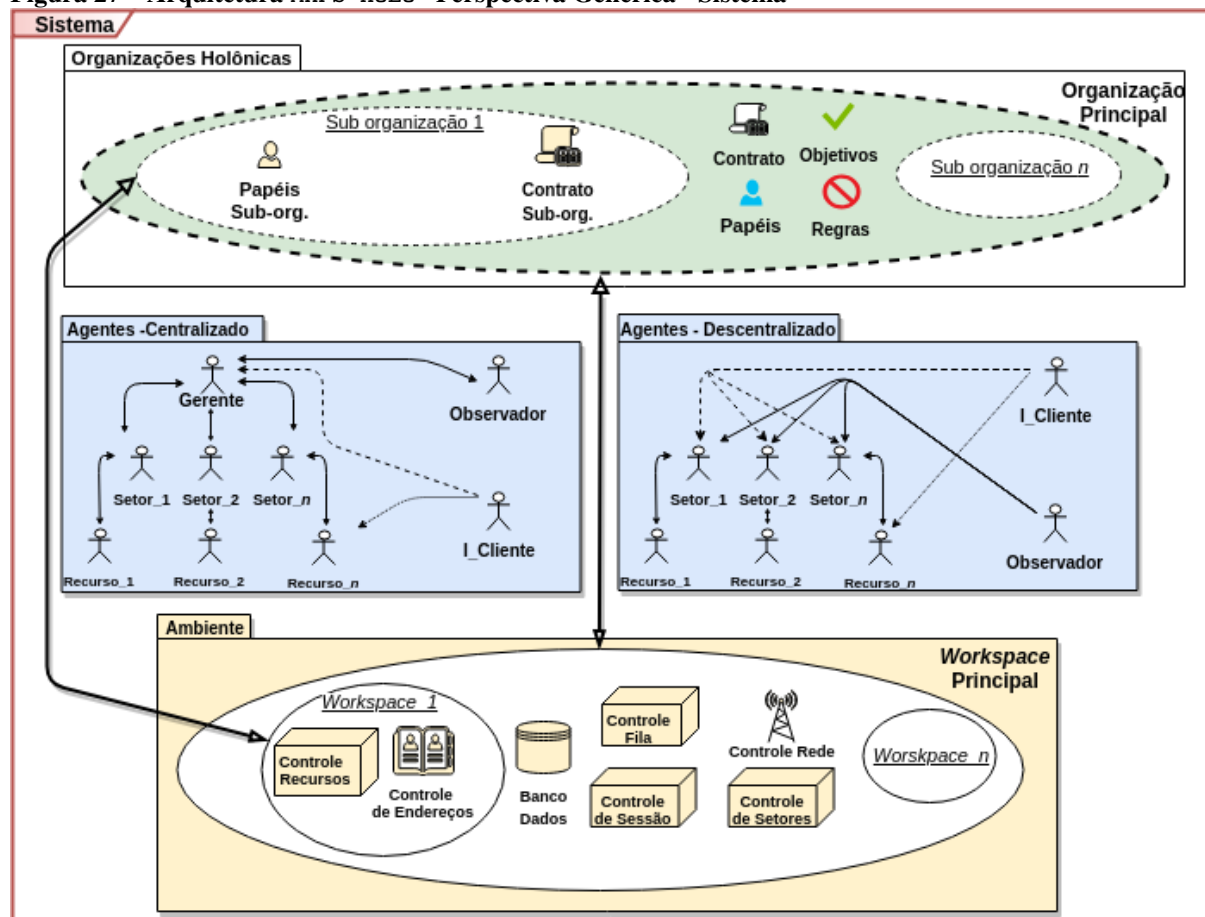 Sistema
Organizações Holônicas
Organização
Principal
Sub organização 1
Papéis
Sub-org.
Contrato
Sub-org.
Contrato
Objetivos
Papéis
Regras
Sub organização n
Agentes -Centralizado
Gerente
Observador
Setor_1
Setor_2
Setor_n
I_Cliente
Recurso_1
Recurso_2
Recurso_n
Agentes - Descentralizado
I_Cliente
Setor_1
Setor_2
Setor_n
Observador
Recurso_1
Recurso_2
Recurso_n
Ambiente
Workspace
Principal
Workspace 1
Controle
Recursos
Controle
de Endereços
Banco
Dados
Controle
Fila
Controle
de Sessão
Controle Rede
Controle
de Setores
Worskpace n